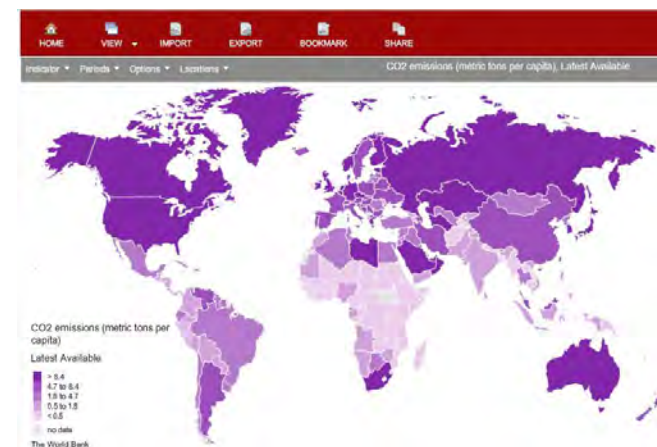 HOME VIEW IMPORT EXPORT BOOKMARK SHARE
Indicator Periods Options Locations CO2 emissions (metric tons per capita), Latest Available
CO2 emissions (metric tons per
capita)
Latest Available
> 8.4
4.7 to 8.4
1.8 to 4.7
0.5 to 1.8
< 0.5
no data
The World Bank